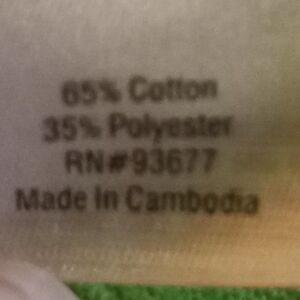 65% Cotton
35% Polyester
RN#93677
Made In Cambodia